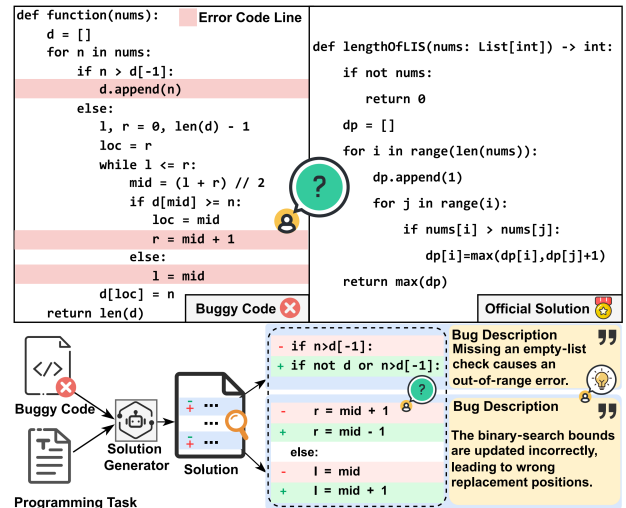 def function(nums):
Error Code Line
d = []
for n in nums:
if n > d[-1]:
d.append(n)
else:
l, r = 0, len(d) - 1
loc = r
while l <= r:
mid = (l + r) // 2
if d[mid] >= n:
loc = mid
r = mid + 1
else:
l = mid
d[loc] = n
return len(d)
Buggy Code
?
def lengthOfLIS(nums: List[int]) -> int:
if not nums:
return 0
dp = []
for i in range(len(nums)):
dp.append(1)
for j in range(i):
if nums[i] > nums[j]:
dp[i]=max(dp[i],dp[j]+1)
return max(dp)
Official Solution
</>
Buggy Code
T
Programming Task
Solution
Generator
- ...
+
...
- ...
+
Solution
- if n>d[-1]:
+ if not d or n>d[-1]:
?
- r = mid + 1
+ r = mid - 1
else:
- l = mid
+ l = mid + 1
Bug Description
Missing an empty-list
check causes an
out-of-range error.
Bug Description
The binary-search bounds
are updated incorrectly,
leading to wrong
replacement positions.